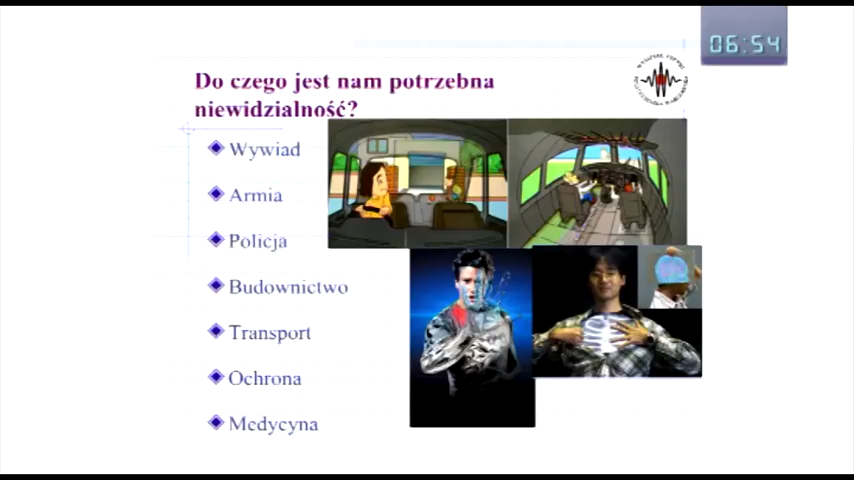 06:54
Do czego jest nam potrzebna
niewidzialność?
Wywiad
Armia
Policja
Budownictwo
Transport
Ochrona
Medycyna